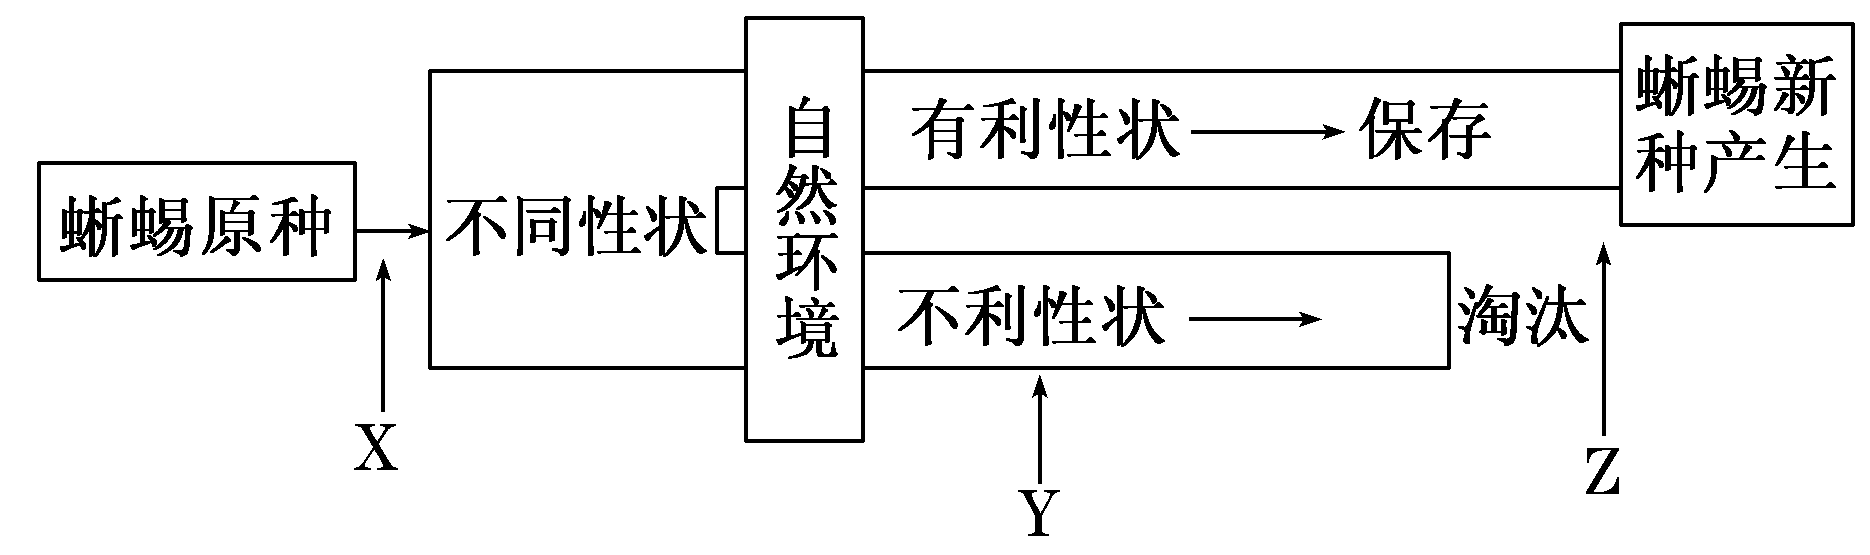 蜥蜴原种
不同性状
自然环境
有利性状
保存
不利性状
淘汰
蜥蜴新
种产生
X
Y
Z